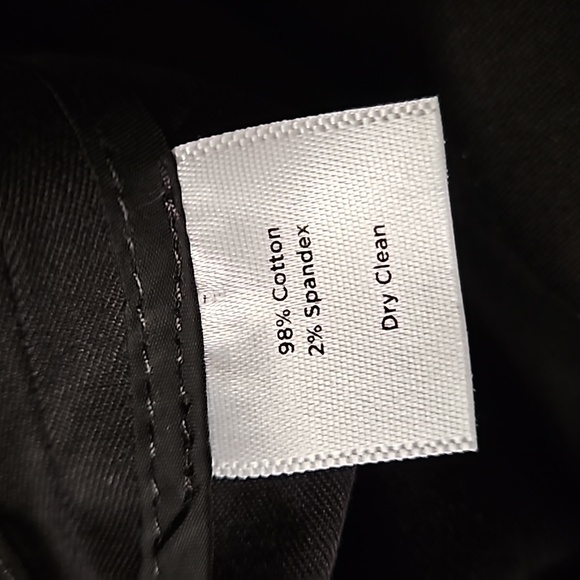 98% Cotton
2% Spandex
Dry Clean